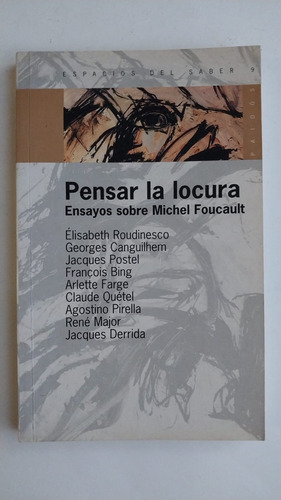 ESPACIOS DEL SABER 9
PAIDOS
Pensar la locura
Ensayos sobre Michel Foucault
Élisabeth Roudinesco
Georges Canguilhem
Jacques Postel
François Bing
Arlette Farge
Claude Quétel
Agostino Pirella
René Major
Jacques Derrida